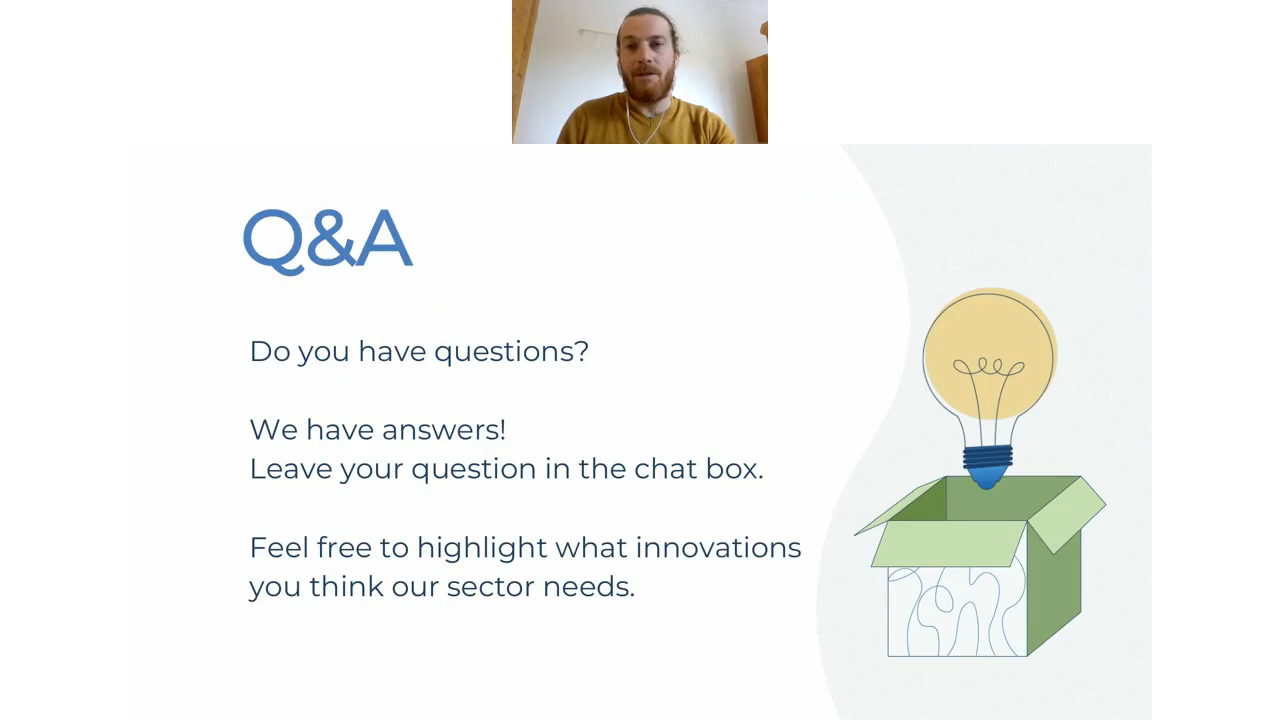 Q&A
Do you have questions?
We have answers!
Leave your question in the chat box.
Feel free to highlight what innovations
you think our sector needs.